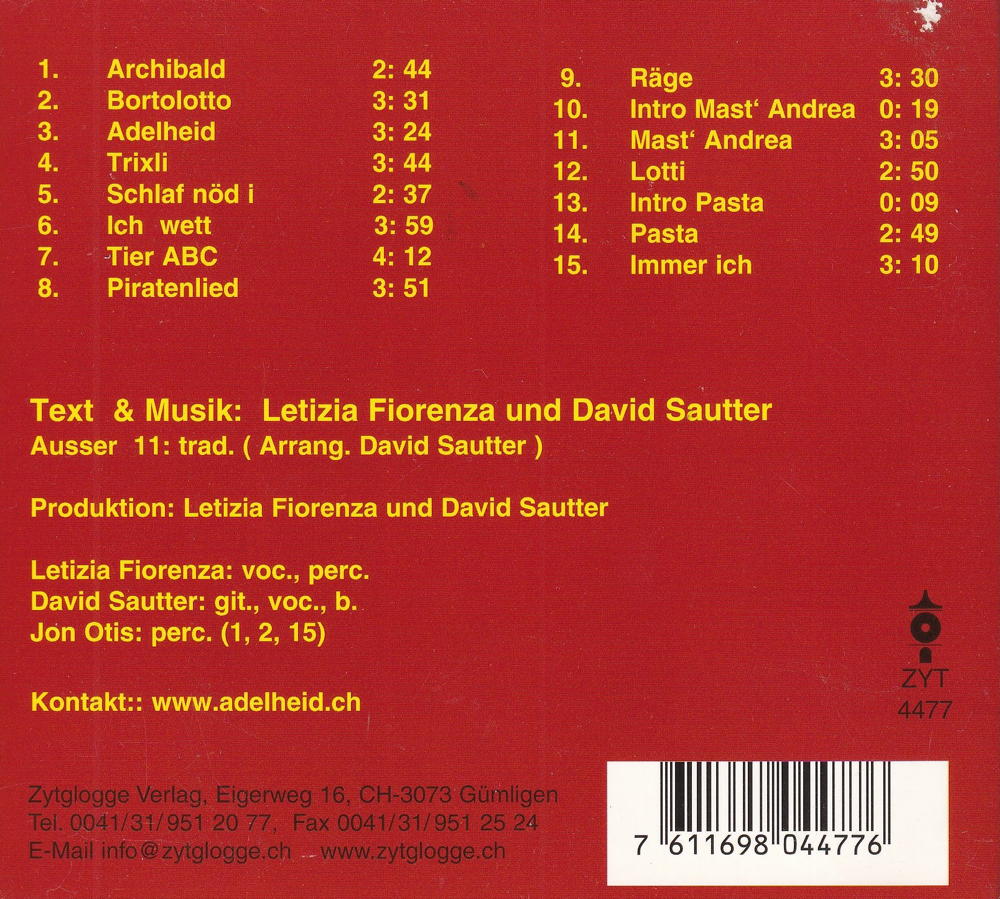 1. Archibald 2: 44
2. Bortolotto 3: 31
3. Adelheid 3: 24
4. Trixli 3: 44
5. Schlaf nöd i 2: 37
6. Ich wett 3: 59
7. Tier ABC 4: 12
8. Piratenlied 3: 51
9. Räge 3: 30
10. Intro Mast‘ Andrea 0: 19
11. Mast‘ Andrea 3: 05
12. Lotti 2: 50
13. Intro Pasta 0: 09
14. Pasta 2: 49
15. Immer ich 3: 10
Text & Musik: Letizia Fiorenza und David Sautter
Ausser 11: trad. ( Arrang. David Sautter )
Produktion: Letizia Fiorenza und David Sautter
Letizia Fiorenza: voc., perc.
David Sautter: git., voc., b.
Jon Otis: perc. (1, 2, 15)
Kontakt:: www.adelheid.ch
ZYT
4477
Zytglogge Verlag, Eigerweg 16, CH-3073 Gümligen
Tel. 0041/31/951 20 77, Fax 0041/31/951 25 24
E-Mail info@zytglogge.ch www.zytglogge.ch
7 611698 044776